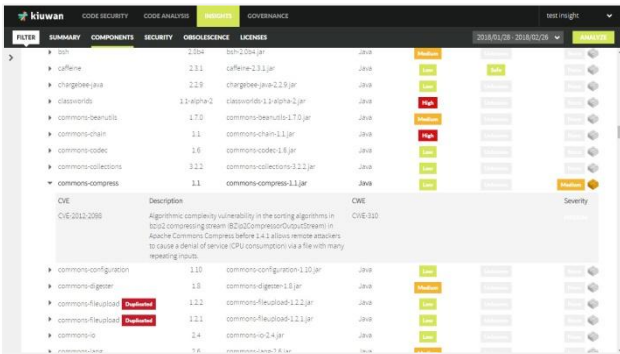 kiuwan CODE SECURITY CODE ANALYSIS INSIGHTS GOVERNANCE test insight
FILTER SUMMARY COMPONENTS SECURITY OBSOLESCENCE LICENSES 2018/01/28 - 2018/02/26 ANALYZE
bsh 2.0b4 bsh-2.0b4.jar Java Medium
caffeine 2.3.1 caffeine-2.3.1.jar Java Low Safe
chargebee-java 2.2.9 chargebee-java-2.2.9.jar Java Low
classworlds 1.1-alpha-2 classworlds-1.1-alpha-2.jar Java High
commons-beanutils 1.7.0 commons-beanutils-1.7.0.jar Java Medium
commons-chain 1.1 commons-chain-1.1.jar Java High
commons-codec 1.6 commons-codec-1.6.jar Java Low
commons-collections 3.2.2 commons-collections-3.2.2.jar Java Low
commons-compress 1.1 commons-compress-1.1.jar Java Low Medium
CVE Description CWE Severity
CVE-2012-2098 Algorithmic complexity vulnerability in the sorting algorithms in CWE-310
bzip2 compressing stream (BZip2CompressorOutputStream) in
Apache Commons Compress before 1.4.1 allows remote attackers
to cause a denial of service (CPU consumption) via a file with many
repeating inputs.
commons-configuration 1.10 commons-configuration-1.10.jar Java Low
commons-digester 1.8 commons-digester-1.8.jar Java Medium
commons-fileupload Duplicated 1.2.2 commons-fileupload-1.2.2.jar Java Low
commons-fileupload Duplicated 1.2.1 commons-fileupload-1.2.1.jar Java Low
commons-io 2.4 commons-io-2.4.jar Java Low
commons-lang 2.6 commons-lang-2.6.jar Java